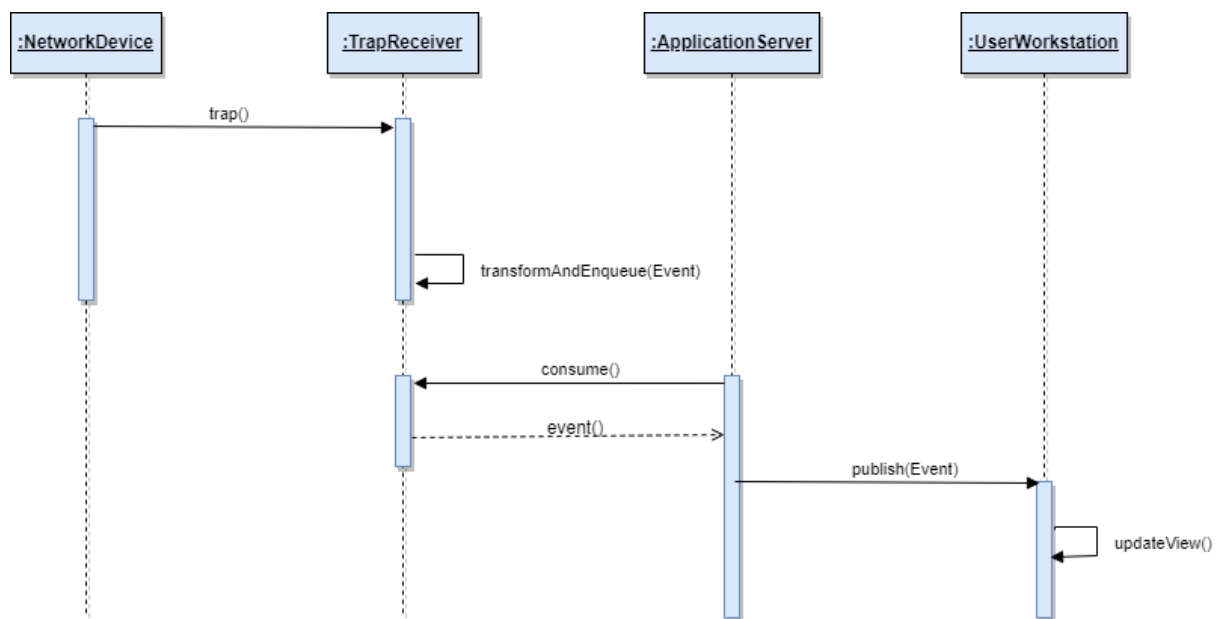 :NetworkDevice
:TrapReceiver
:ApplicationServer
:UserWorkstation
trap()
transformAndEnqueue(Event)
consume()
event()
publish(Event)
updateView()